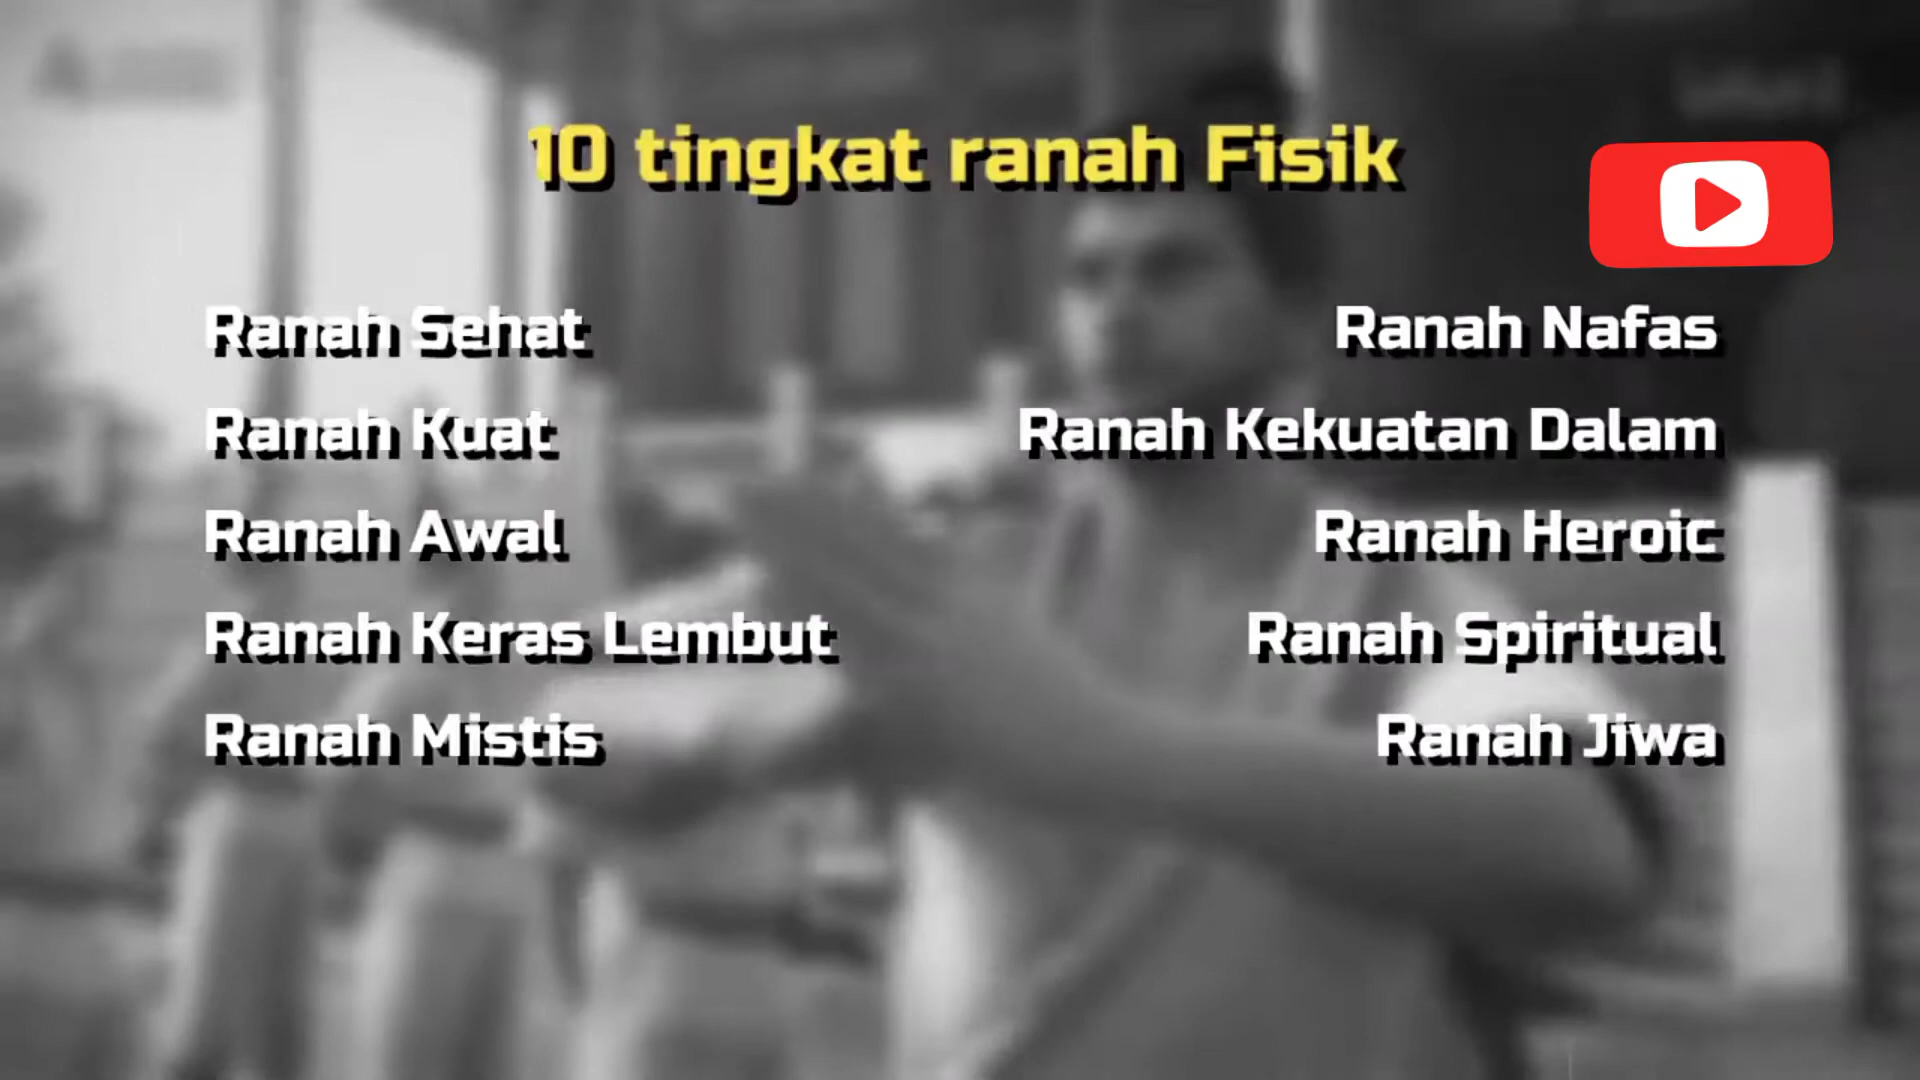 10 tingkat ranah Fisik
Ranah Sehat
Ranah Kuat
Ranah Awal
Ranah Keras Lembut
Ranah Mistis
Ranah Nafas
Ranah Kekuatan Dalam
Ranah Heroic
Ranah Spiritual
Ranah Jiwa